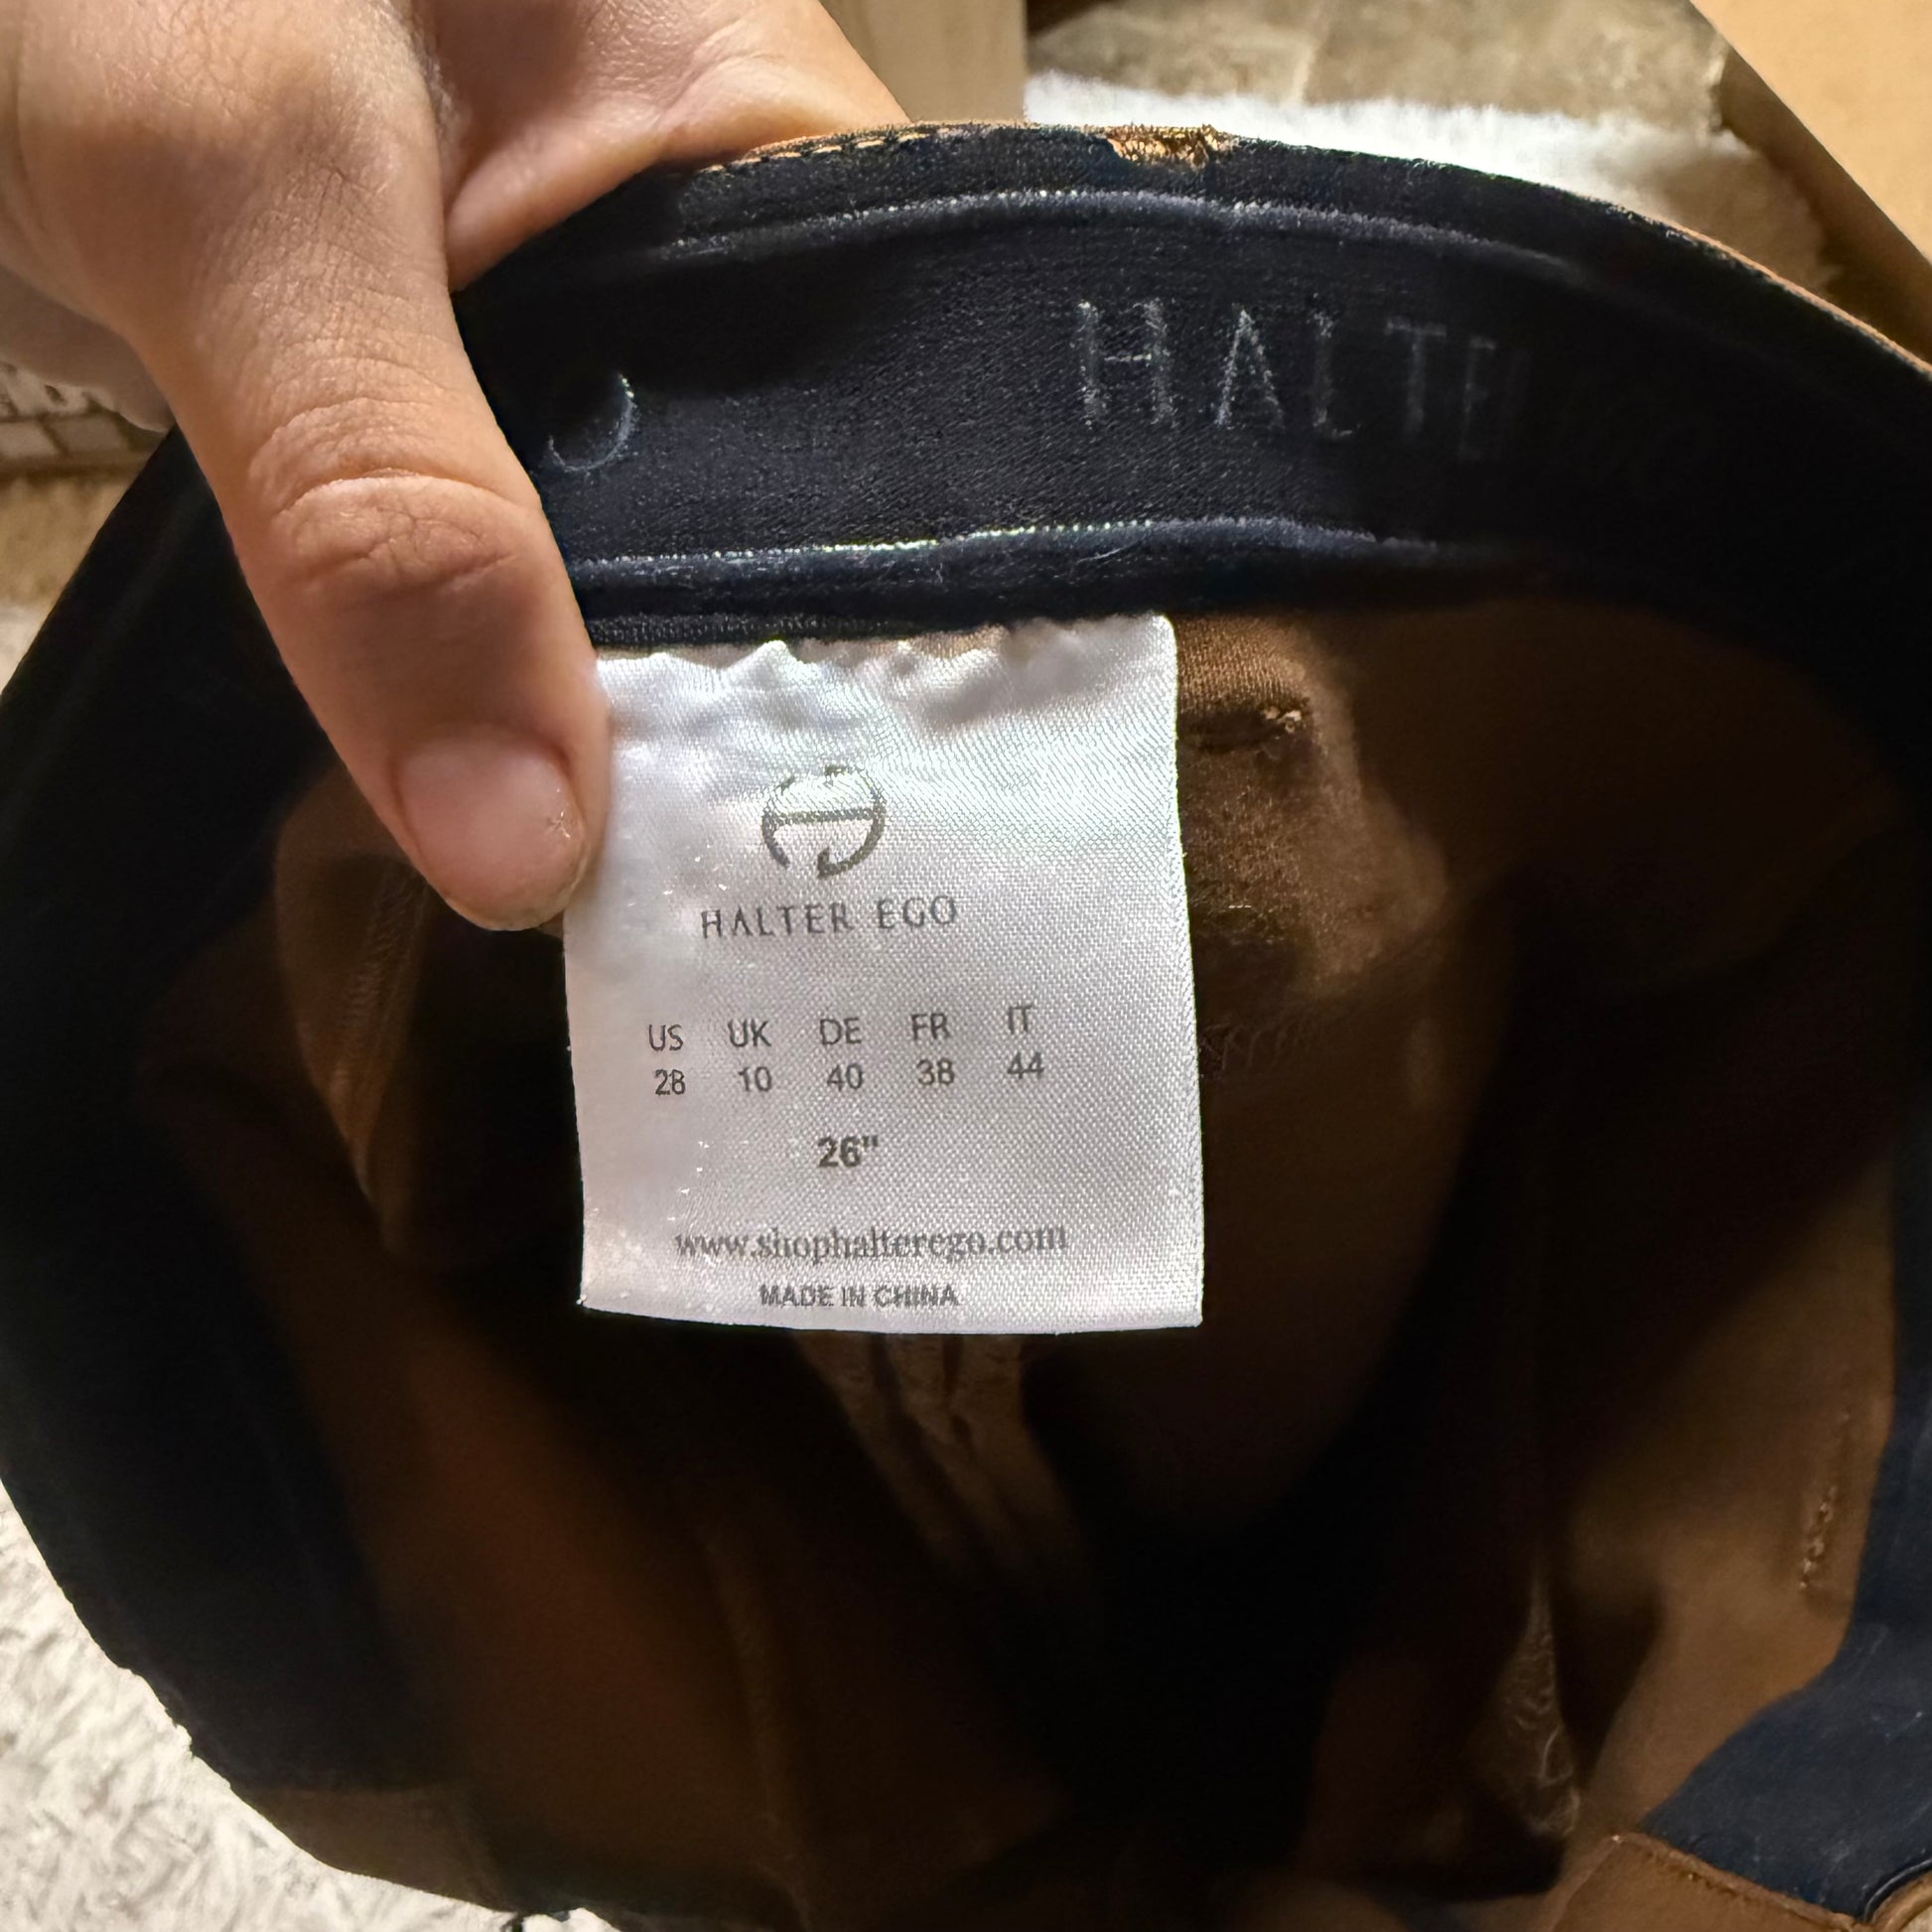 HALTE
HALTER EGO
US UK DE FR IT
28 10 40 38 44
26"
www.shophalterego.com
MADE IN CHINA